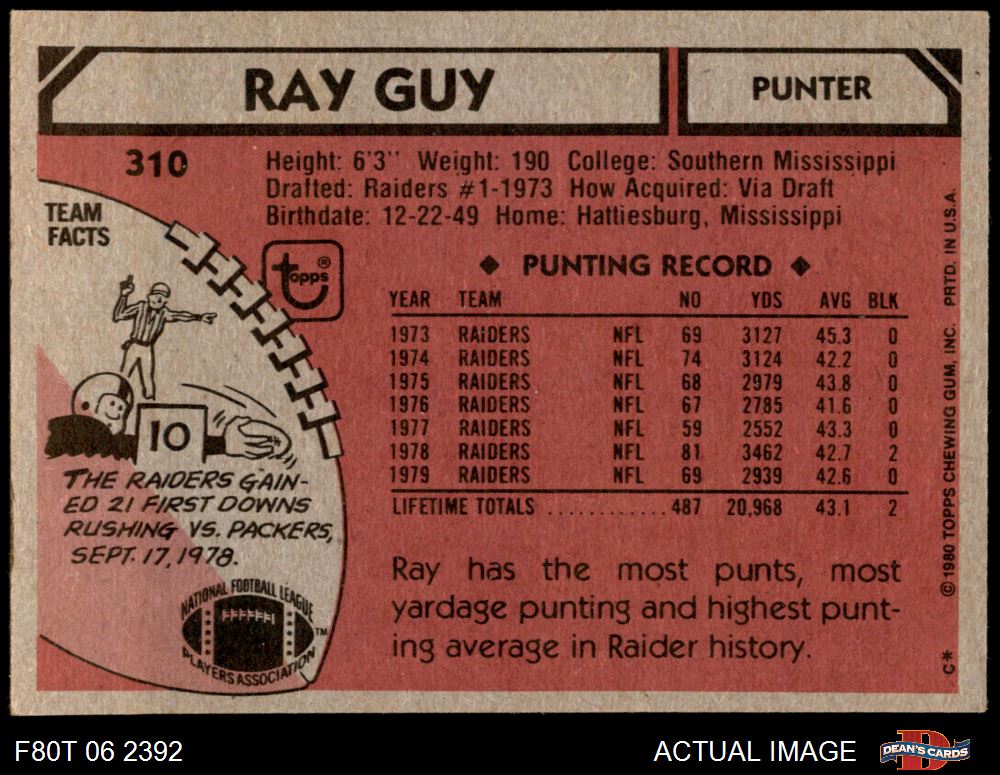 RAY GUY
PUNTER
310
Height: 6'3'' Weight: 190 College: Southern Mississippi
Drafted: Raiders #1-1973 How Acquired: Via Draft
Birthdate: 12-22-49 Home: Hattiesburg, Mississippi
TEAM
FACTS
topps®
10
THE RAIDERS GAIN-
ED 21 FIRST DOWNS
RUSHING VS. PACKERS,
SEPT. 17, 1978.
NATIONAL FOOTBALL LEAGUE
PLAYERS ASSOCIATION
TM
◆ PUNTING RECORD ◆
YEAR TEAM NO YDS AVG BLK
1973 RAIDERS NFL 69 3127 45.3 0
1974 RAIDERS NFL 74 3124 42.2 0
1975 RAIDERS NFL 68 2979 43.8 0
1976 RAIDERS NFL 67 2785 41.6 0
1977 RAIDERS NFL 59 2552 43.3 0
1978 RAIDERS NFL 81 3462 42.7 2
1979 RAIDERS NFL 69 2939 42.6 0
LIFETIME TOTALS ............ 487 20,968 43.1 2
Ray has the most punts, most
yardage punting and highest punt-
ing average in Raider history.
C* © 1980 TOPPS CHEWING GUM, INC. PRTD. IN U.S.A.
F80T 06 2392
ACTUAL IMAGE
D
DEAN'S CARDS